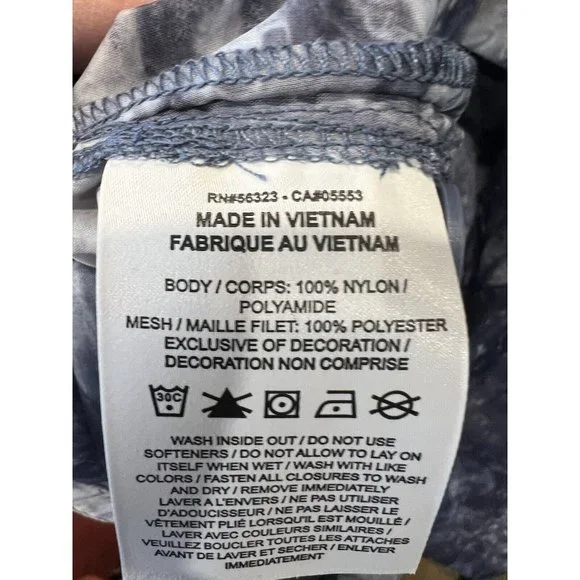 RN#56323 - CA#05553
MADE IN VIETNAM
FABRIQUE AU VIETNAM
BODY / CORPS: 100% NYLON /
POLYAMIDE
MESH / MAILLE FILET: 100% POLYESTER
EXCLUSIVE OF DECORATION /
DECORATION NON COMPRISE
30C
WASH INSIDE OUT / DO NOT USE
SOFTENERS / DO NOT ALLOW TO LAY ON
ITSELF WHEN WET / WASH WITH LIKE
COLORS / FASTEN ALL CLOSURES TO WASH
AND DRY / REMOVE IMMEDIATELY
LAVER A L'ENVERS / NE PAS UTILISER
D'ADOUCISSEUR / NE PAS LAISSER LE
VÊTEMENT PLIÉ LORSQU'IL EST MOUILLÉ /
LAVER AVEC COULEURS SIMILAIRES /
VEUILLEZ BOUCLER TOUTES LES ATTACHES
AVANT DE LAVER ET SECHER / ENLEVER
IMMEDIATEMENT